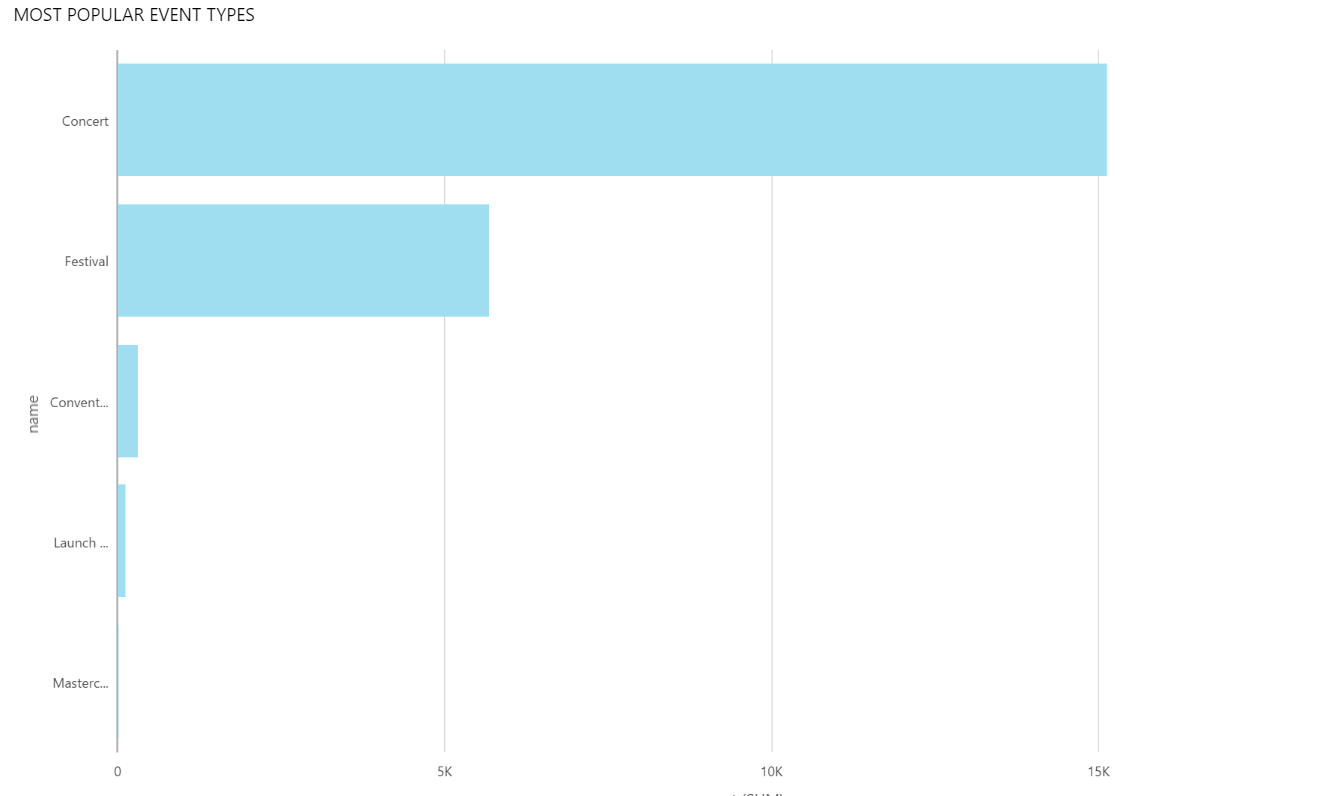 MOST POPULAR EVENT TYPES
Concert
Festival
Convent...
Launch ...
Masterc...
name
0 5K 10K 15K